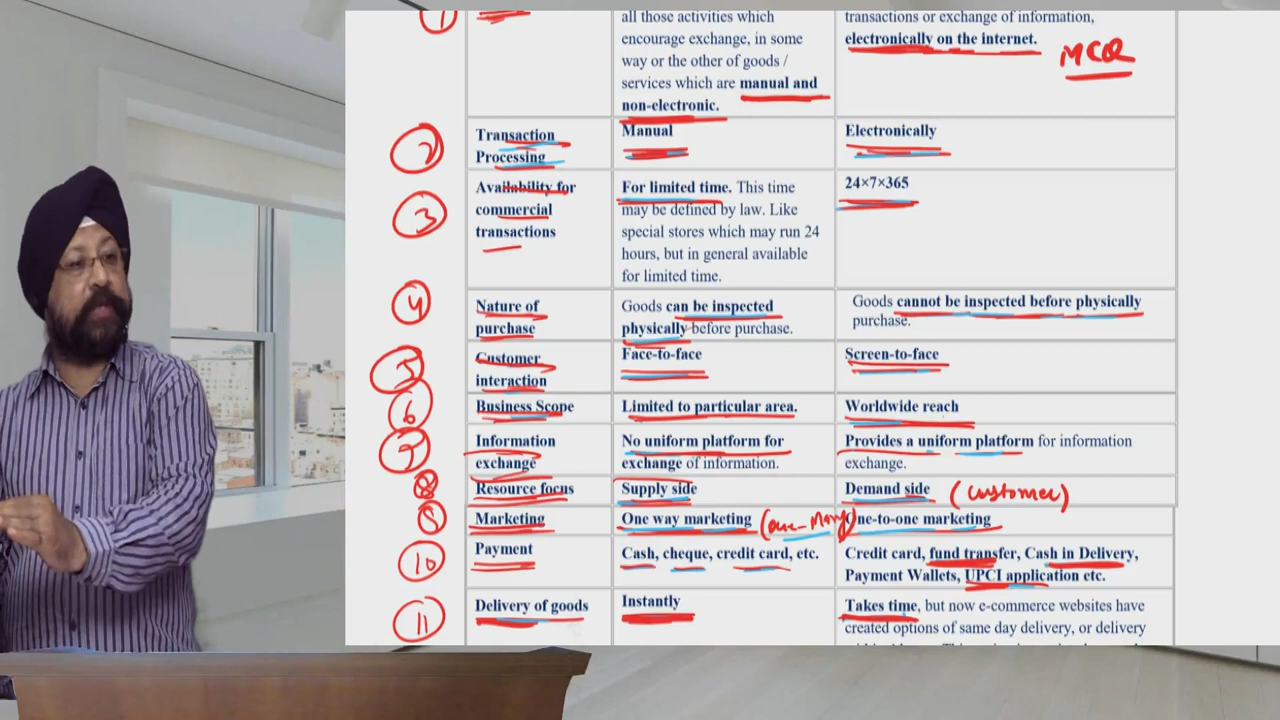 1
all those activities which
encourage exchange, in some
way or the other of goods /
services which are manual and
non-electronic.
transactions or exchange of information,
electronically on the internet.
MCQ
2
Transaction
Processing
Manual
Electronically
3
Availability for
commercial
transactions
For limited time. This time
may be defined by law. Like
special stores which may run 24
hours, but in general available
for limited time.
24×7×365
4
Nature of
purchase
Goods can be inspected
physically before purchase.
Goods cannot be inspected before physically
purchase.
5
Customer
interaction
Face-to-face
Screen-to-face
6
Business Scope
Limited to particular area.
Worldwide reach
7
Information
exchange
No uniform platform for
exchange of information.
Provides a uniform platform for information
exchange.
8
Resource focus
Supply side
Demand side
(customer)
9
Marketing
One way marketing
(one-Many)
One-to-one marketing
10
Payment
Cash, cheque, credit card, etc.
Credit card, fund transfer, Cash in Delivery,
Payment Wallets, UPCI application etc.
11
Delivery of goods
Instantly
Takes time, but now e-commerce websites have
created options of same day delivery, or delivery